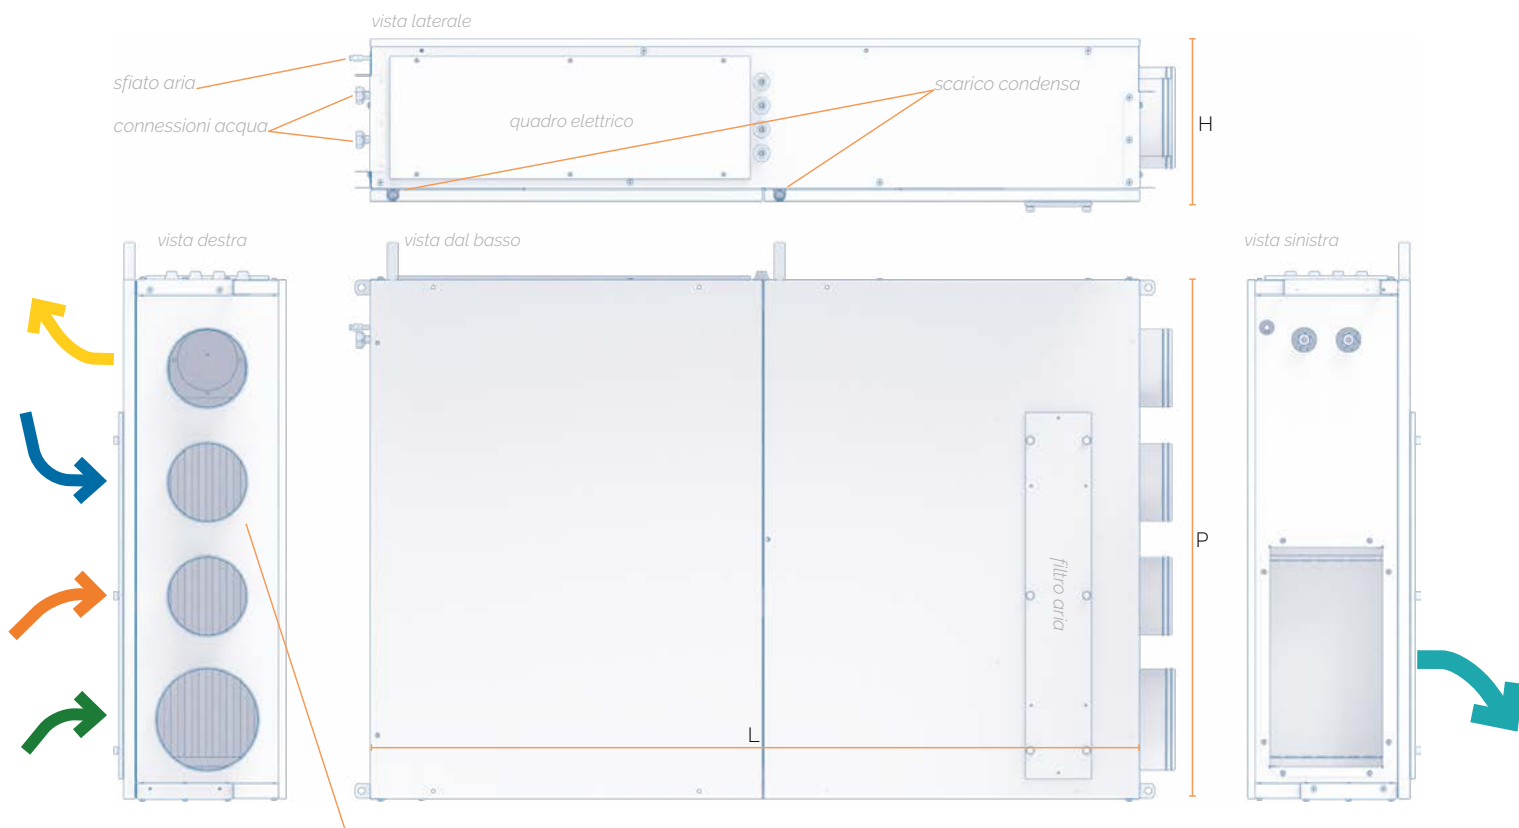 vista laterale
sfiato aria
scarico condensa
connessioni acqua
quadro elettrico
H
vista destra
vista dal basso
vista sinistra
P
filtro aria
L